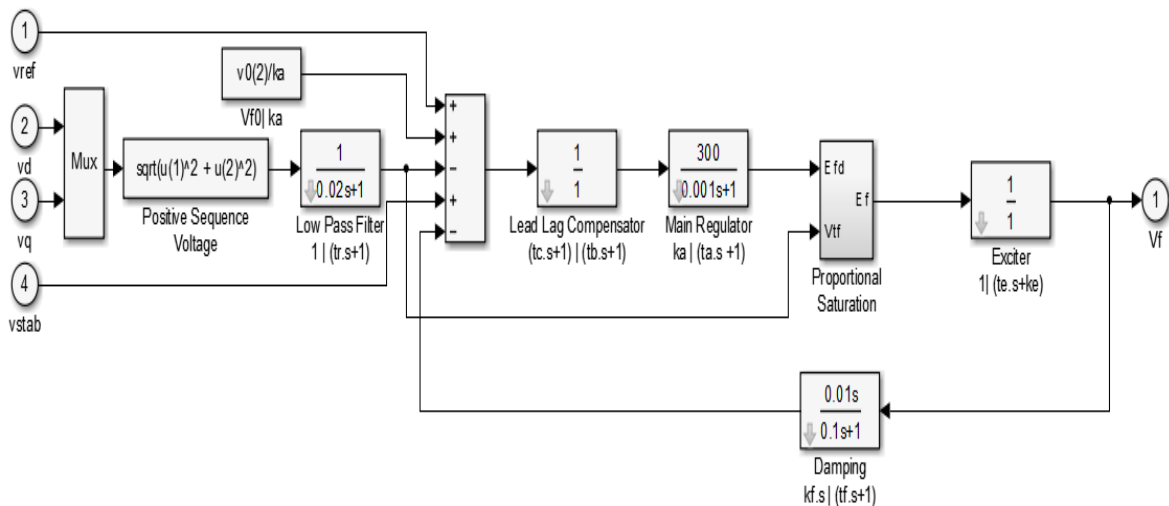 1
vref
2
vd
3
vq
4
vstab
Mux
sqrt(u(1)^2 + u(2)^2)
Positive Sequence
Voltage
v0(2)/ka
Vf0| ka
1
0.02s+1
Low Pass Filter
1 | (tr.s+1)
+
+
−
+
−
1
1
Lead Lag Compensator
(tc.s+1) | (tb.s+1)
300
0.001s+1
Main Regulator
ka | (ta.s +1)
Efd
Ef
Vtf
Proportional
Saturation
1
1
Exciter
1| (te.s+ke)
1
Vf
0.01s
0.1s+1
Damping
kf.s | (tf.s+1)